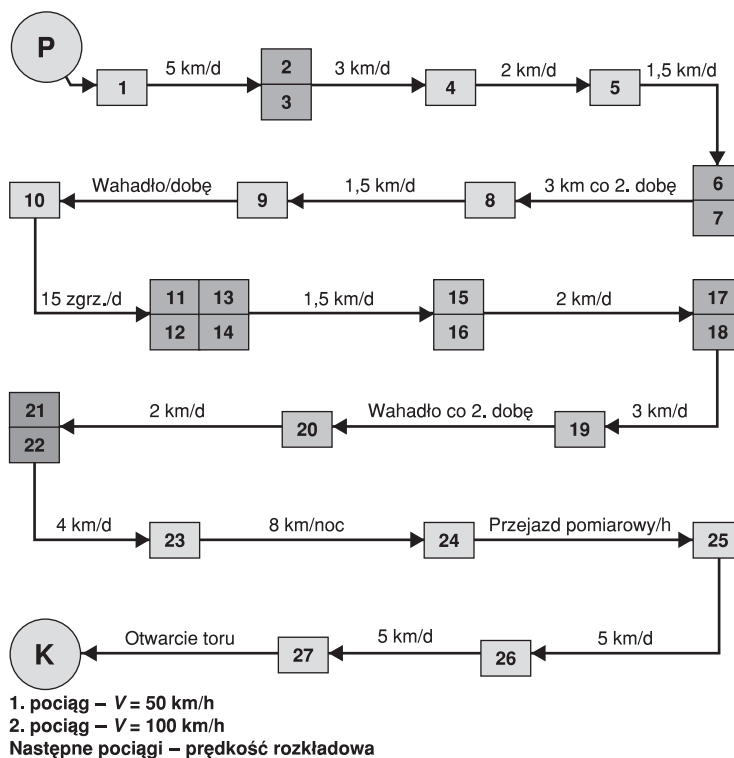 P
1
5 km/d
2
3
3 km/d
4
2 km/d
5
1,5 km/d
6
7
3 km co 2. dobę
8
1,5 km/d
9
Wahadło/dobę
10
15 zgrz./d
11 13
12 14
1,5 km/d
15
16
2 km/d
17
18
3 km/d
19
Wahadło co 2. dobę
20
2 km/d
21
22
4 km/d
23
8 km/noc
24
Przejazd pomiarowy/h
25
5 km/d
26
5 km/d
27
Otwarcie toru
K
1. pociąg – V = 50 km/h
2. pociąg – V = 100 km/h
Następne pociągi – prędkość rozkładowa